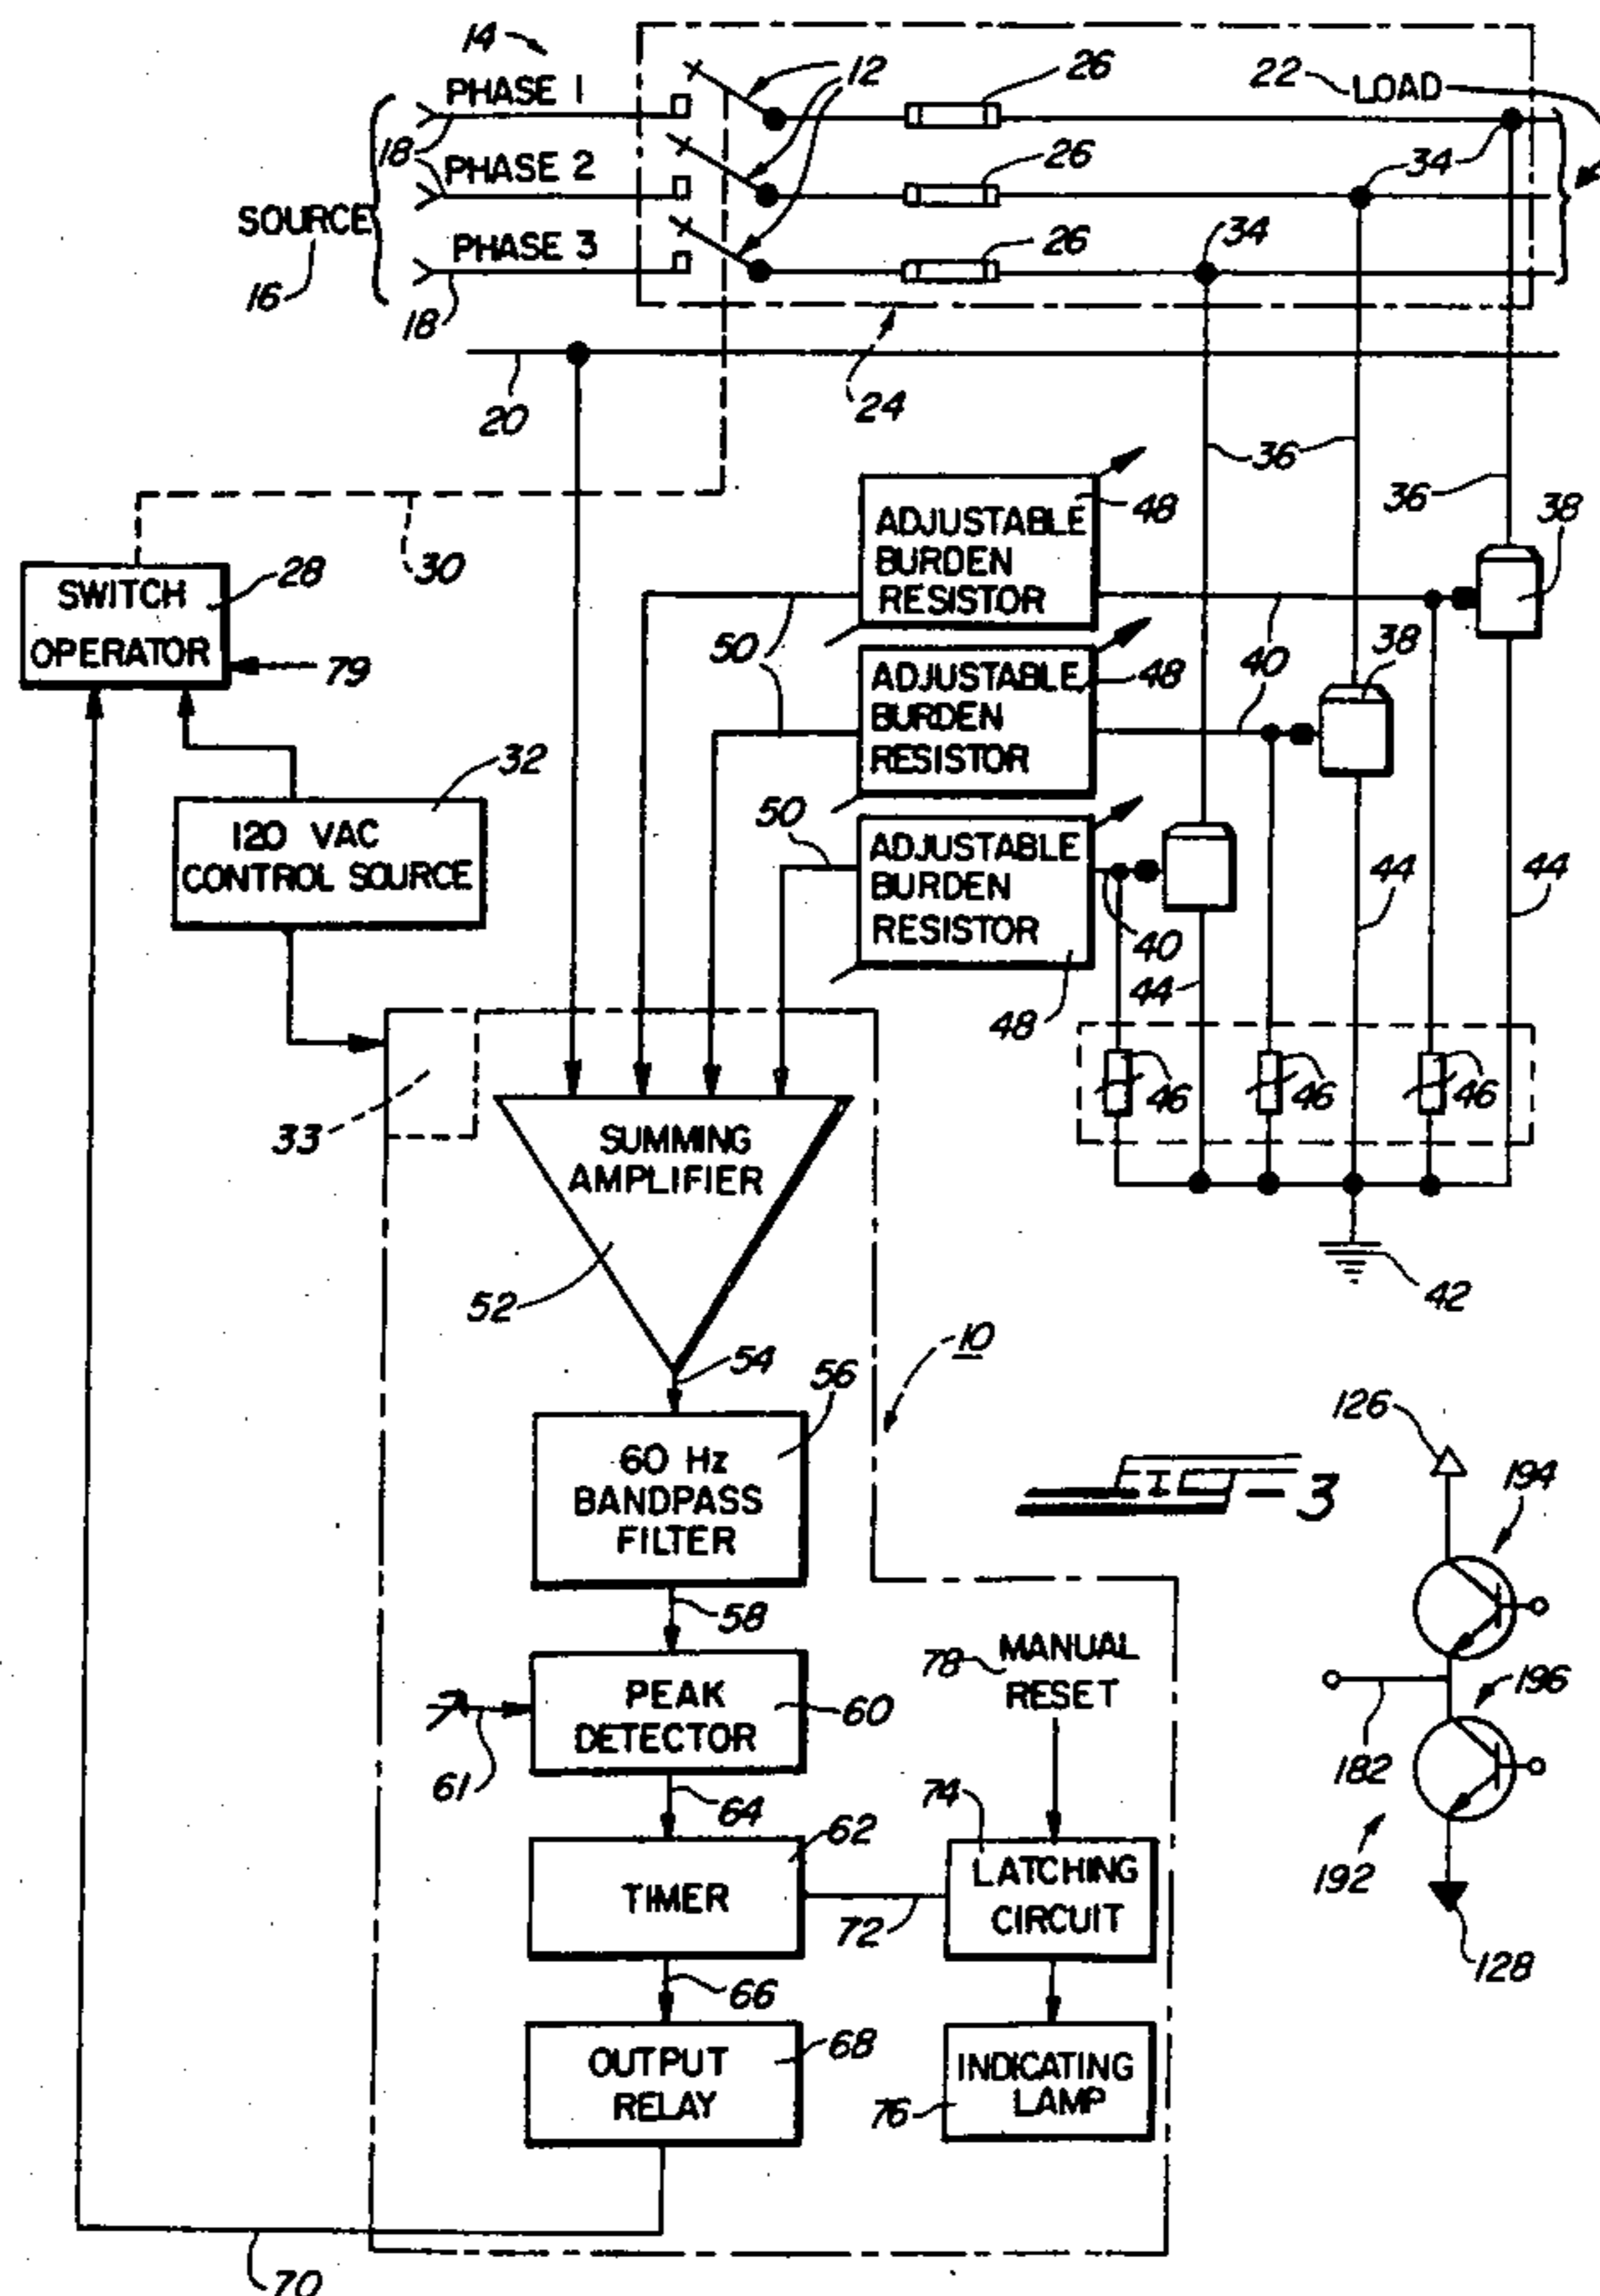 14
PHASE 1
12
26
22
LOAD
18
PHASE 2
26
34
SOURCE
PHASE 3
26
34
16
18
20
24
36
36
38
SWITCH
OPERATOR
28
30
ADJUSTABLE
BURDEN
RESISTOR
48
40
38
79
50
ADJUSTABLE
BURDEN
RESISTOR
48
40
38
32
120 VAC
CONTROL SOURCE
50
ADJUSTABLE
BURDEN
RESISTOR
48
40
44
44
44
33
46
46
46
SUMMING
AMPLIFIER
52
42
54
10
56
60 Hz
BANDPASS
FILTER
126
194
FIG-3
58
78
MANUAL
RESET
196
PEAK
DETECTOR
60
61
182
64
74
62
TIMER
LATCHING
CIRCUIT
72
192
128
66
OUTPUT
RELAY
68
INDICATING
LAMP
76
70